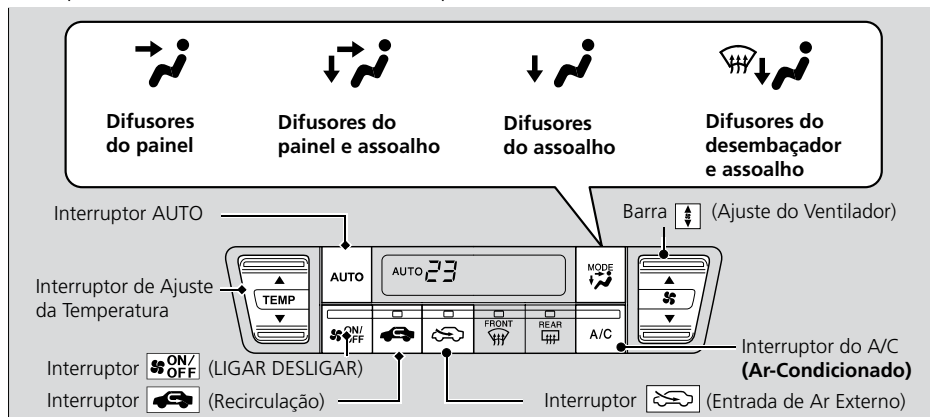 Difusores
do painel
Difusores do
painel e assoalho
Difusores
do assoalho
Difusores do
desembaçador
e assoalho
Interruptor AUTO
Barra (Ajuste do Ventilador)
Interruptor de Ajuste
da Temperatura
TEMP
AUTO
AUTO 23
MODE
ON/
OFF
FRONT
REAR
A/C
Interruptor ON/OFF (LIGAR DESLIGAR)
Interruptor (Recirculação)
Interruptor do A/C
(Ar-Condicionado)
Interruptor (Entrada de Ar Externo)